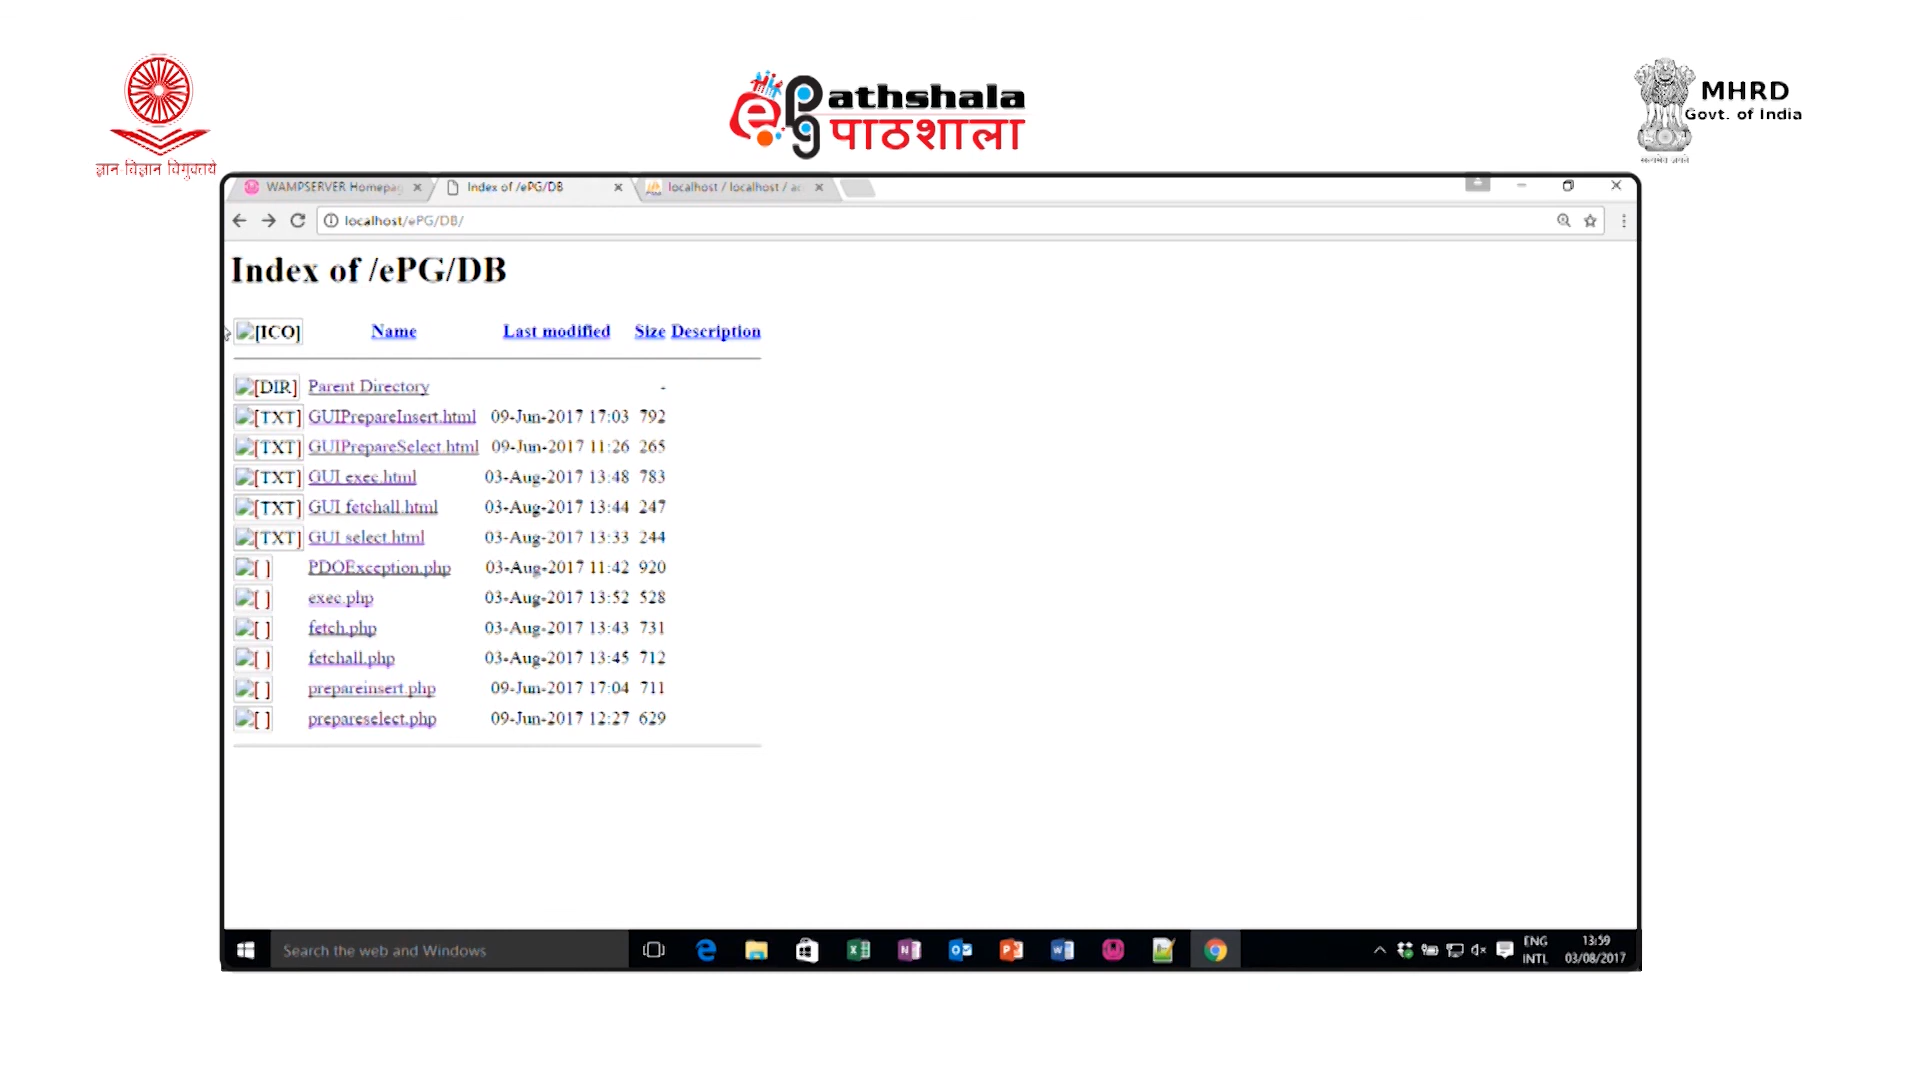 ePG athshala
पाठशाला
ज्ञान-विज्ञान विमुक्तये
MHRD
Govt. of India
सत्यमेव जयते
WAMPSERVER Homepag
Index of /ePG/DB
localhost / localhost / ac
localhost/ePG/DB/
Index of /ePG/DB
[ICO] Name Last modified Size Description
[DIR] Parent Directory -
[TXT] GUIPrepareInsert.html 09-Jun-2017 17:03 792
[TXT] GUIPrepareSelect.html 09-Jun-2017 11:26 265
[TXT] GUI exec.html 03-Aug-2017 13:48 783
[TXT] GUI fetchall.html 03-Aug-2017 13:44 247
[TXT] GUI select.html 03-Aug-2017 13:33 244
[ ] PDOException.php 03-Aug-2017 11:42 920
[ ] exec.php 03-Aug-2017 13:52 528
[ ] fetch.php 03-Aug-2017 13:43 731
[ ] fetchall.php 03-Aug-2017 13:45 712
[ ] prepareinsert.php 09-Jun-2017 17:04 711
[ ] prepareselect.php 09-Jun-2017 12:27 629
Search the web and Windows
ENG
INTL
13:59
03/08/2017